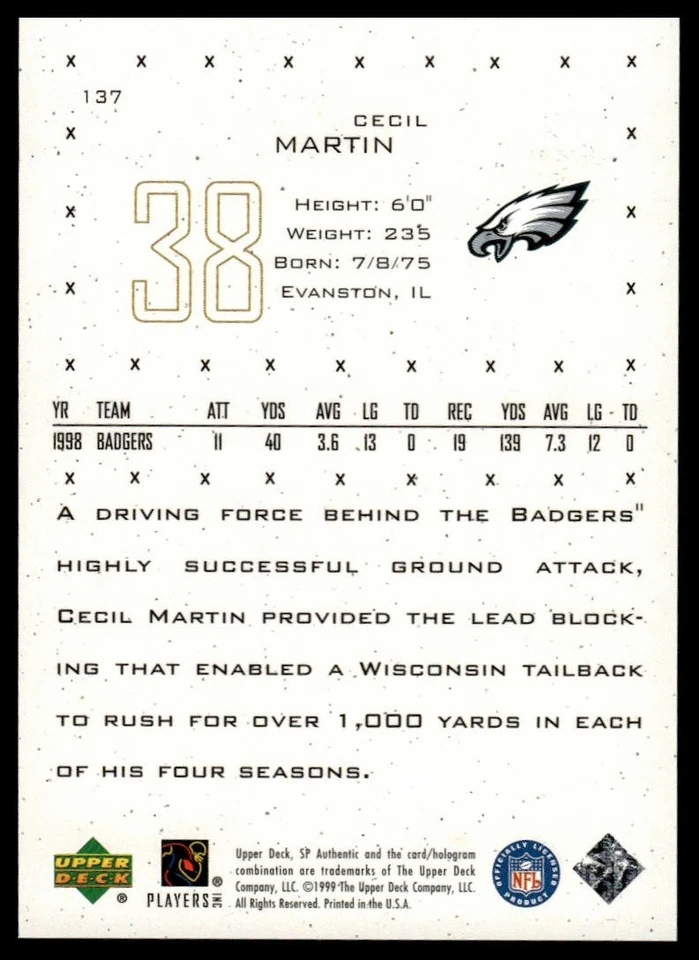 x x x x x x x x x
137
x x
CECIL
MARTIN
38
x x
HEIGHT: 6'0"
WEIGHT: 235
BORN: 7/8/75
EVANSTON, IL
x x
x x x x x x x x x
YR TEAM ATT YDS AVG LG TD REC YDS AVG LG TD
1998 BADGERS 11 40 3.6 13 0 19 139 7.3 12 0
x x x x x x x x x
A DRIVING FORCE BEHIND THE BADGERS"
HIGHLY SUCCESSFUL GROUND ATTACK,
CECIL MARTIN PROVIDED THE LEAD BLOCK-
ING THAT ENABLED A WISCONSIN TAILBACK
TO RUSH FOR OVER 1,000 YARDS IN EACH
OF HIS FOUR SEASONS.
UPPER
DECK
®
PLAYERS INC ®
Upper Deck, SP Authentic and the card/hologram
combination are trademarks of The Upper Deck
Company, LLC. ©1999 The Upper Deck Company, LLC.
All Rights Reserved. Printed in the U.S.A.
OFFICIALLY LICENSED
NFL
PRODUCT